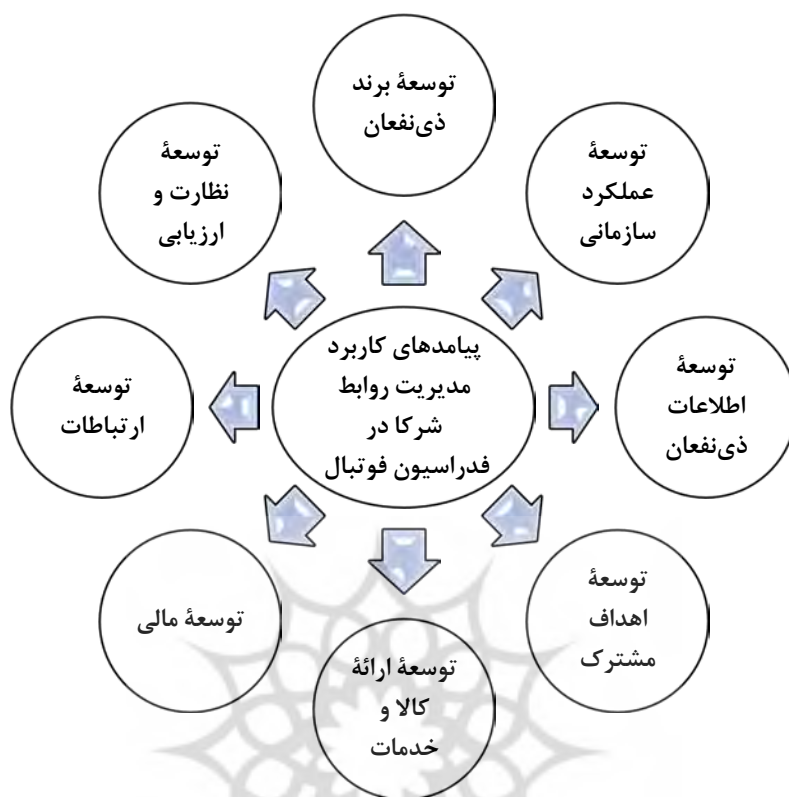 توسعهٔ برند
ذی‌نفعان
توسعهٔ
عملکرد
سازمانی
توسعهٔ
اطلاعات
ذی‌نفعان
توسعهٔ
اهداف
مشترک
توسعهٔ ارائهٔ
کالا و
خدمات
توسعهٔ مالی
توسعهٔ
ارتباطات
توسعهٔ
نظارت و
ارزیابی
پیامدهای کاربرد
مدیریت روابط
شرکا در
فدراسیون فوتبال